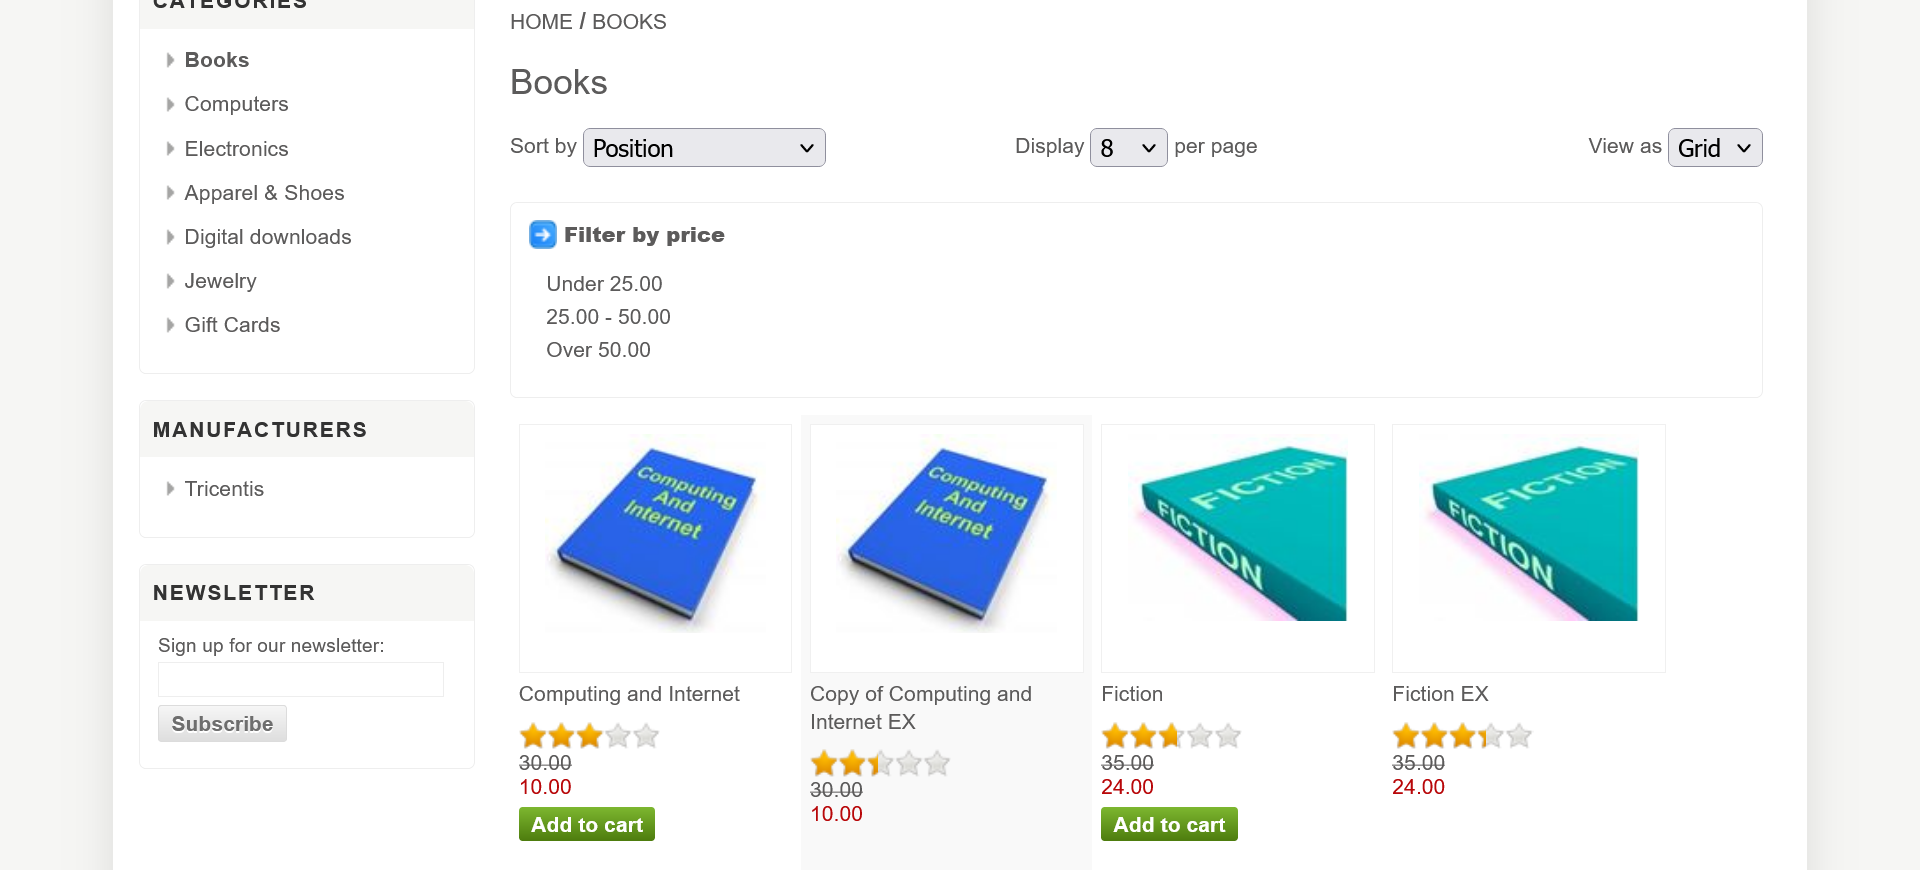 CATEGORIES
Books
Computers
Electronics
Apparel & Shoes
Digital downloads
Jewelry
Gift Cards
MANUFACTURERS
Tricentis
NEWSLETTER
Sign up for our newsletter:
Subscribe
HOME / BOOKS
Books
Sort by Position
Display 8 per page
View as Grid
Filter by price
Under 25.00
25.00 - 50.00
Over 50.00
Computing
And
Internet
Computing and Internet
30.00
10.00
Add to cart
Computing
And
Internet
Copy of Computing and
Internet EX
30.00
10.00
FICTION
FICTION
Fiction
35.00
24.00
Add to cart
FICTION
FICTION
Fiction EX
35.00
24.00